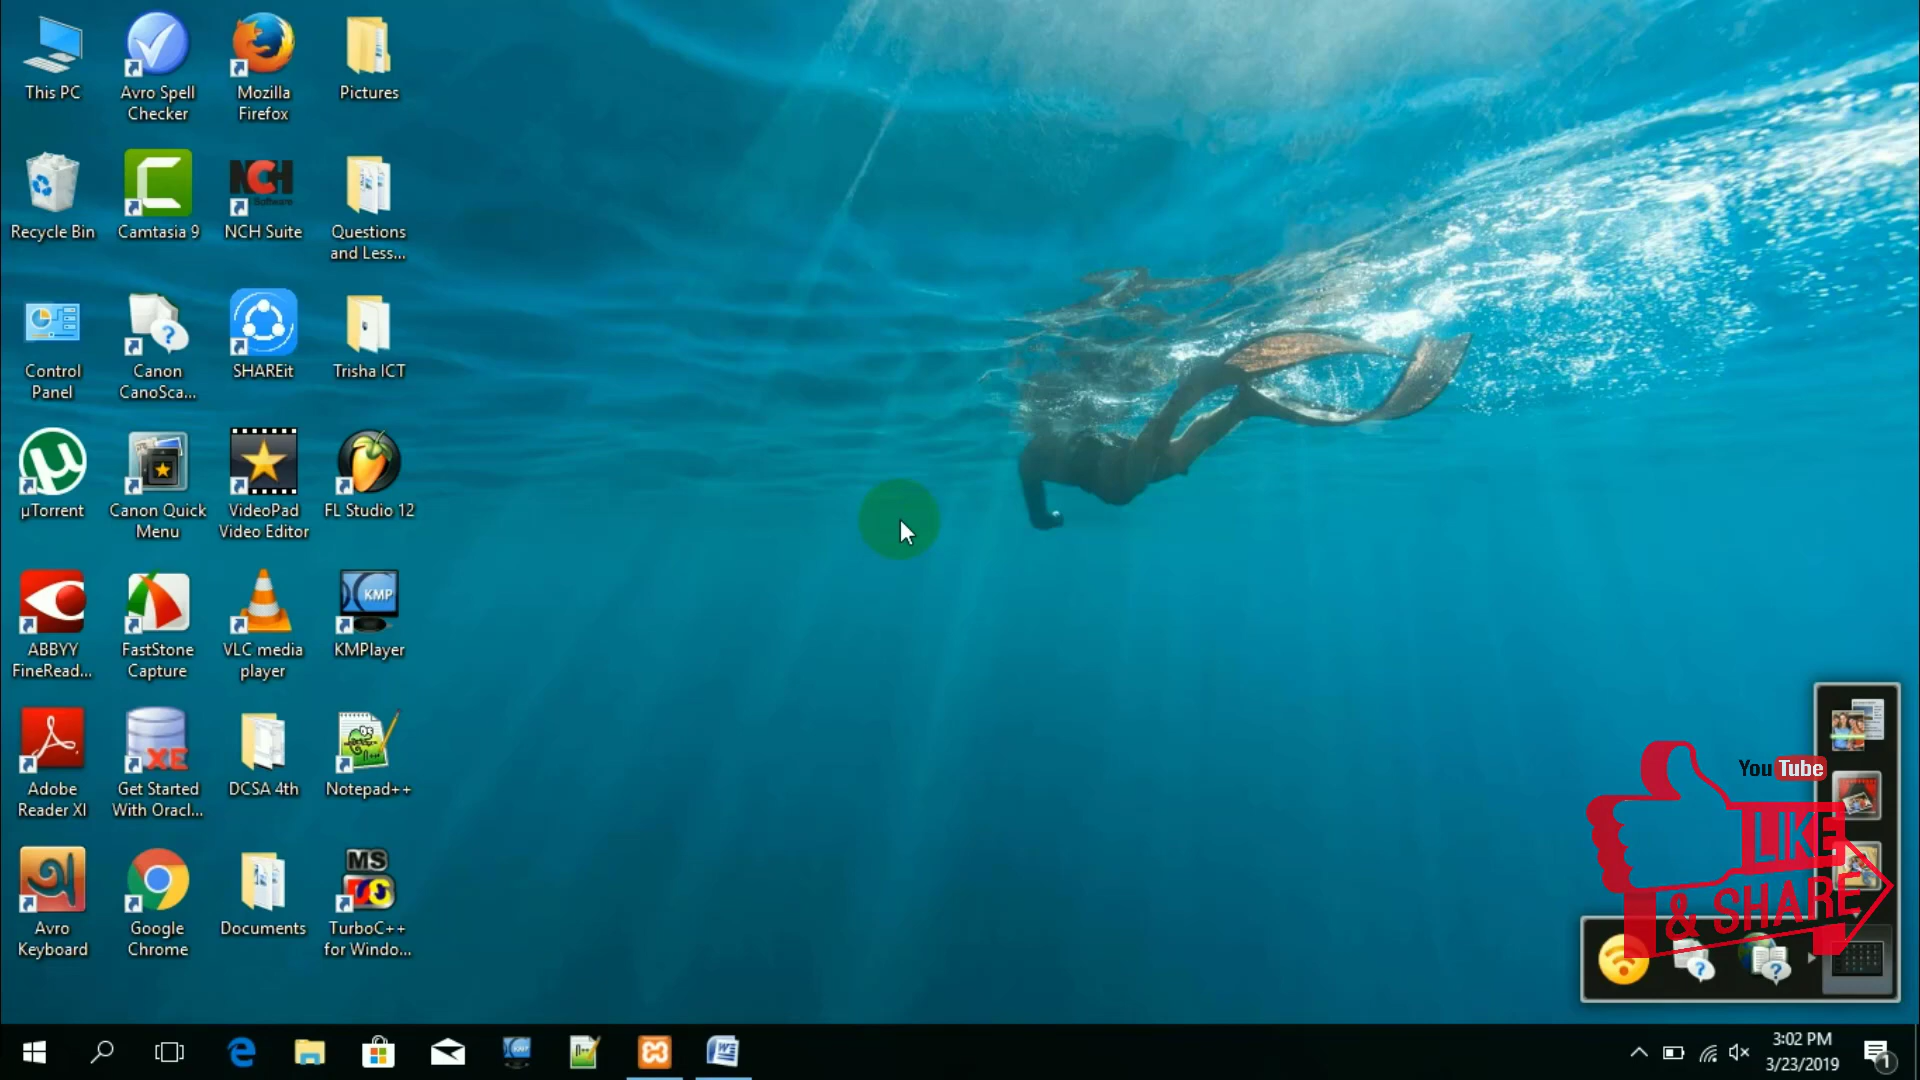 This PC
Avro Spell
Checker
Mozilla
Firefox
Pictures
Recycle Bin
Camtasia 9
NCH
Software
NCH Suite
Questions
and Less...
Control
Panel
Canon
CanoSca...
SHAREit
Trisha ICT
µTorrent
Canon Quick
Menu
VideoPad
Video Editor
FL Studio 12
ABBYY
FineRead...
FastStone
Capture
VLC media
player
KMP
KMPlayer
Adobe
Reader XI
XE
Get Started
With Oracl...
DCSA 4th
Notepad++
অ
Avro
Keyboard
Google
Chrome
Documents
MS
TurboC++
for Windo...
YouTube
LIKE
& SHARE
3:02 PM
3/23/2019
1